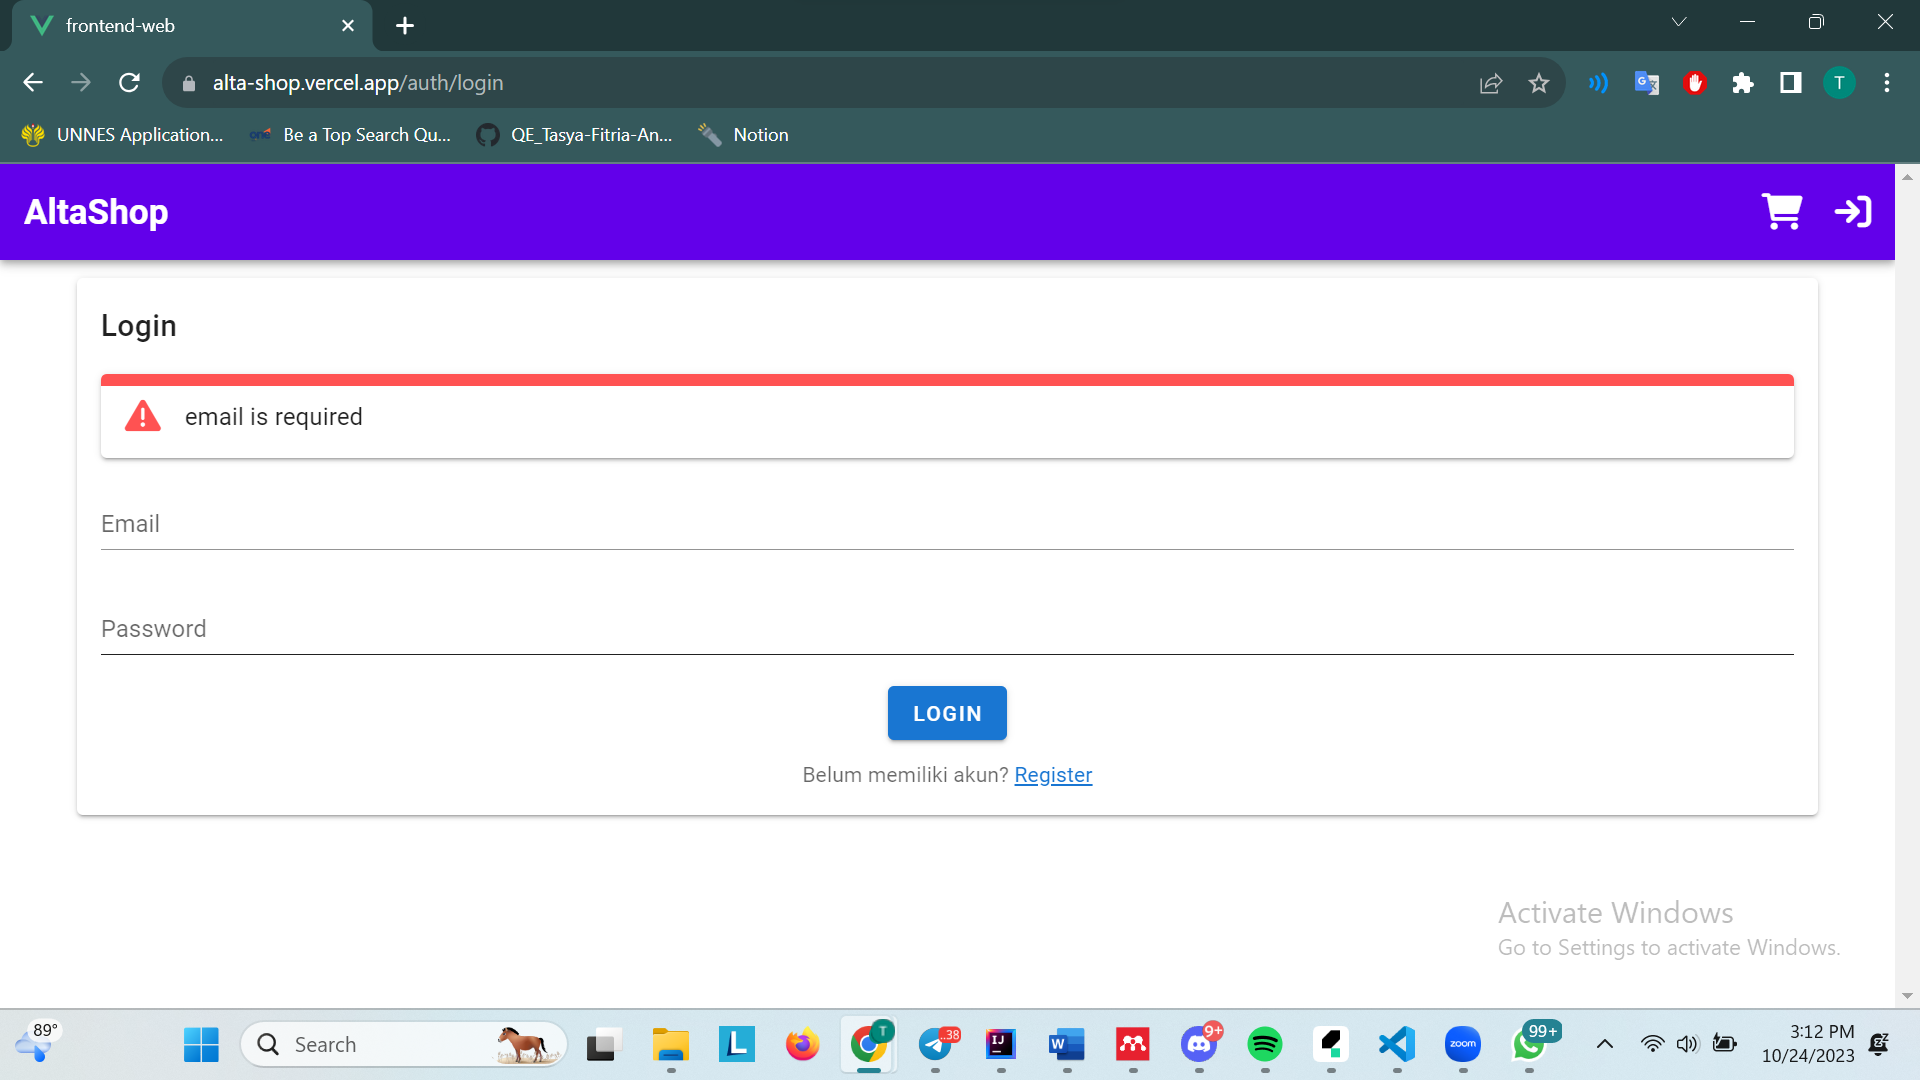 frontend-web
alta-shop.vercel.app/auth/login
T
UNNES Application...
one Be a Top Search Qu...
QE_Tasya-Fitria-An...
Notion
AltaShop
Login
email is required
Email
Password
LOGIN
Belum memiliki akun? Register
Activate Windows
Go to Settings to activate Windows.
89°
Search
L
T
38
IJ
W
9+
zoom
99+
3:12 PM
10/24/2023